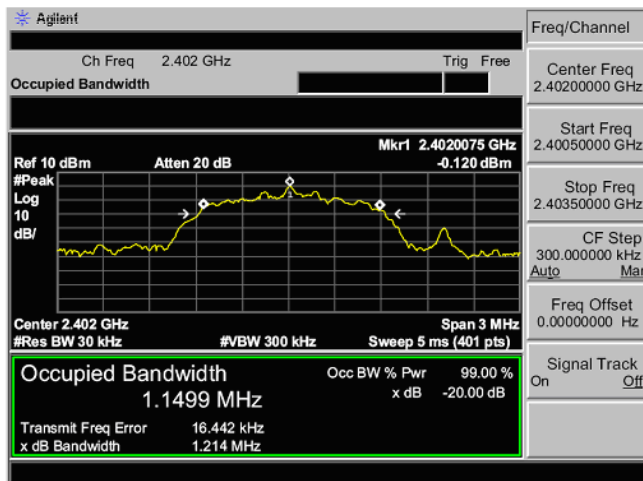 Agilent
Freq/Channel
Ch Freq 2.402 GHz Trig Free
Occupied Bandwidth
Center Freq
2.40200000 GHz
Start Freq
2.40050000 GHz
Stop Freq
2.40350000 GHz
CF Step
300.000000 kHz
Auto Man
Freq Offset
0.00000000 Hz
Signal Track
On Off
Mkr1 2.4020075 GHz
Ref 10 dBm Atten 20 dB -0.120 dBm
#Peak
Log
10
dB/
1
Center 2.402 GHz Span 3 MHz
#Res BW 30 kHz #VBW 300 kHz Sweep 5 ms (401 pts)
Occupied Bandwidth Occ BW % Pwr 99.00 %
1.1499 MHz x dB -20.00 dB
Transmit Freq Error 16.442 kHz
x dB Bandwidth 1.214 MHz